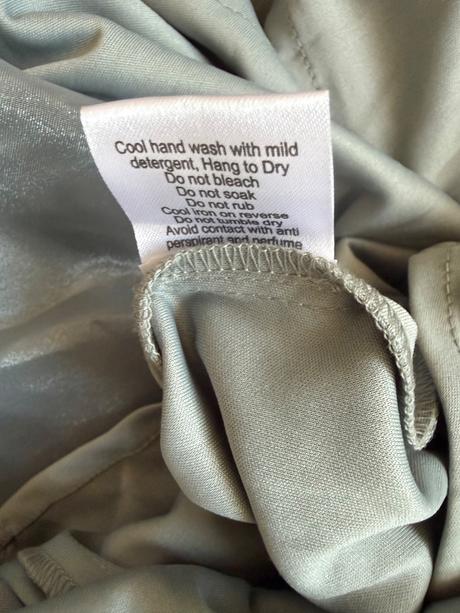 Cool hand wash with mild
detergent, Hang to Dry
Do not bleach
Do not soak
Do not rub
Cool iron on reverse
Do not tumble dry
Avoid contact with anti
perspirant and perfume